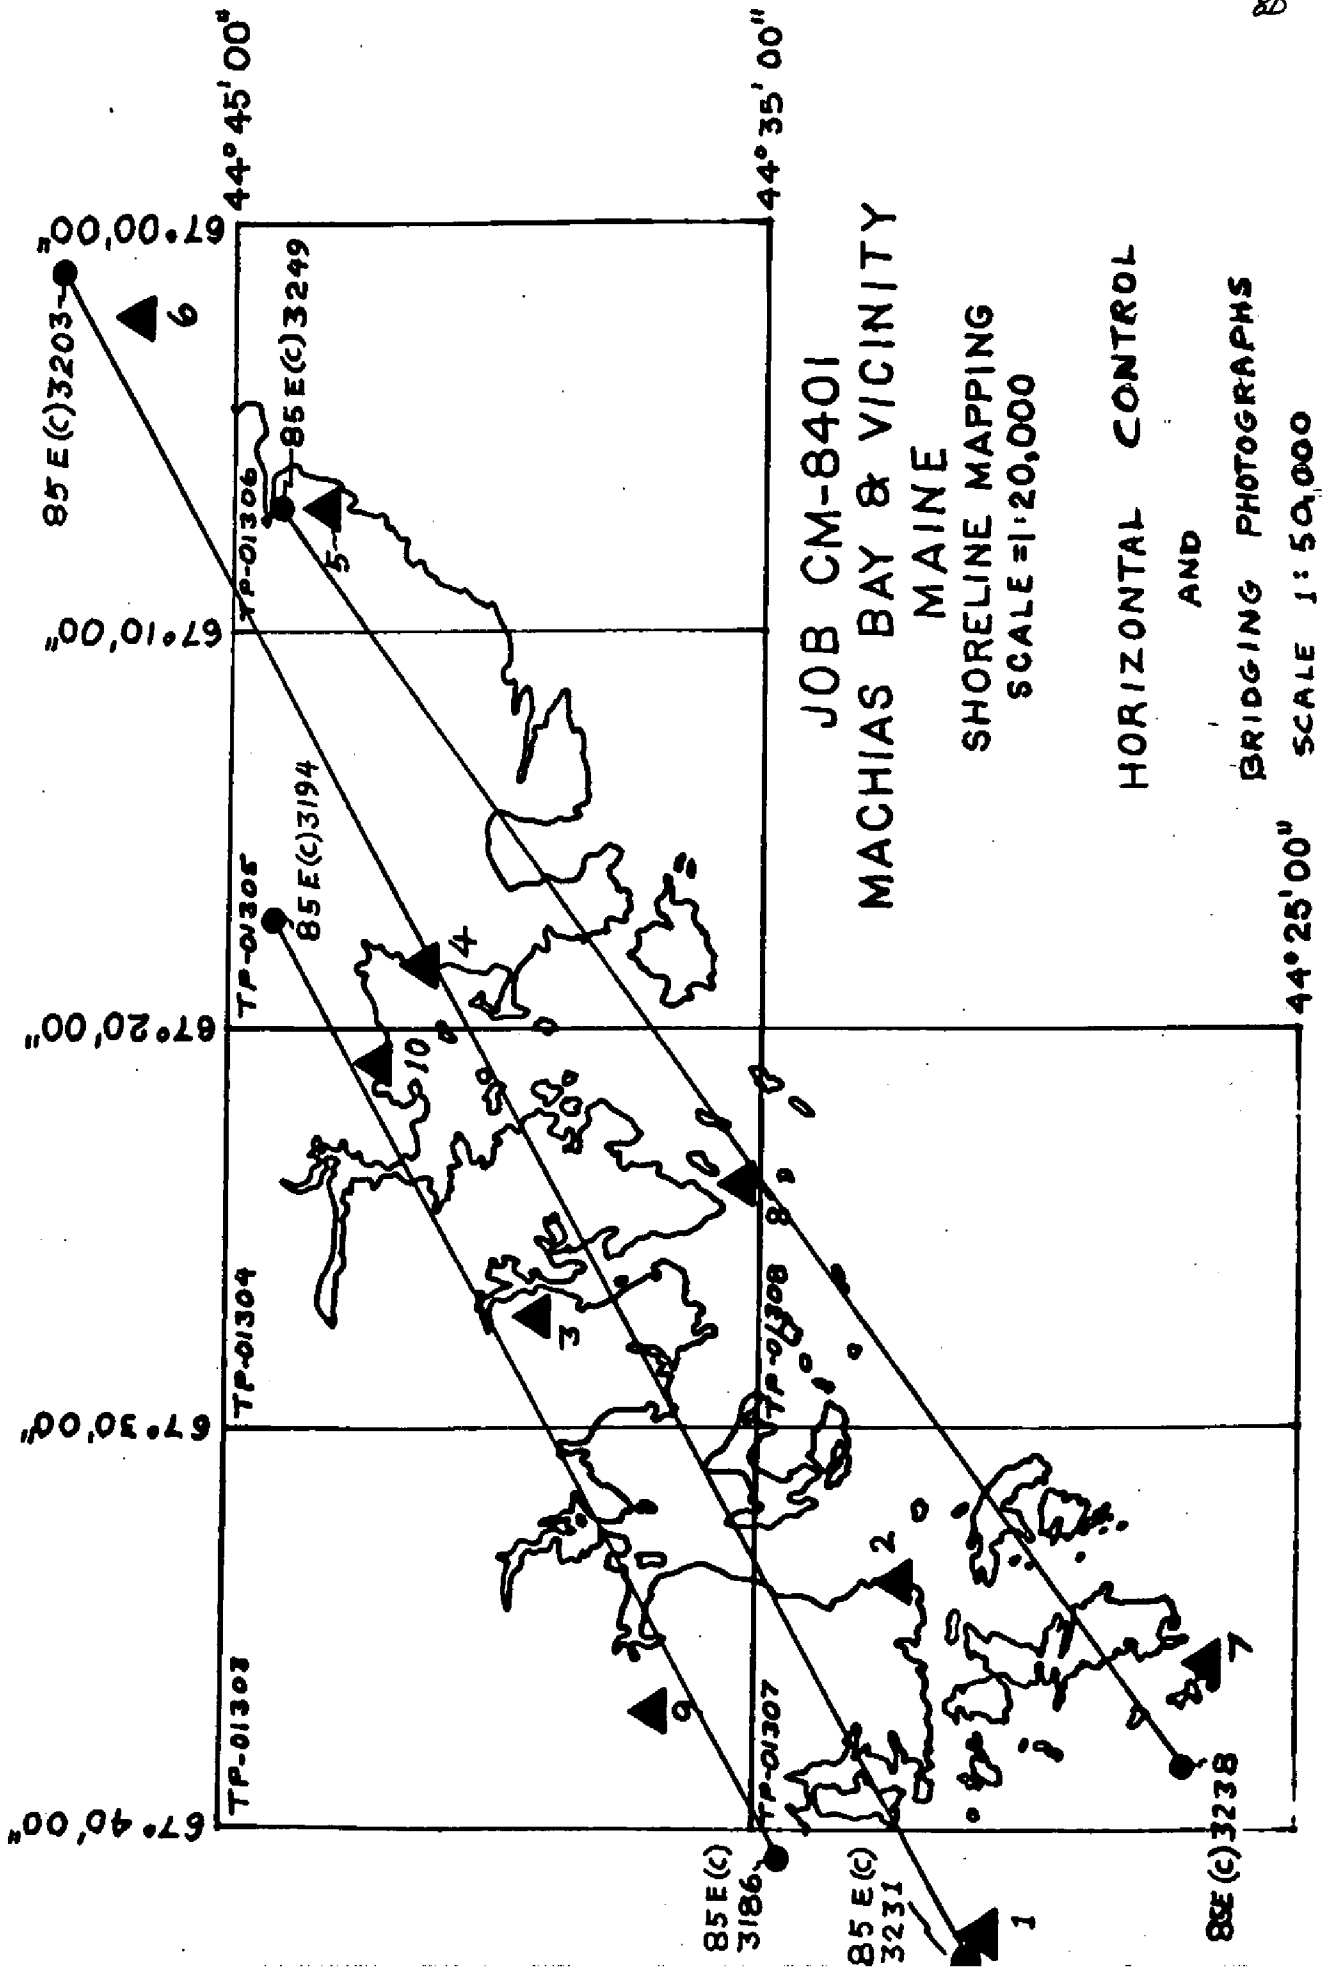 67°40'00"
67°30'00"
67°20'00"
67°10'00"
67°00'00"
44°45'00"
44°35'00"
44°25'00"
TP-01303
TP-01304
TP-01305
TP-01306
TP-01307
TP-01308
85E(C)3203
6
85E(C)3249
5
85E(C)3194
4
10
3
8
9
2
7
85E(C)
3186
85E(C)
3231
1
85E(C)3238
JOB CM-8401
MACHIAS BAY & VICINITY
MAINE
SHORELINE MAPPING
SCALE = 1:20,000
HORIZONTAL CONTROL
AND
BRIDGING PHOTOGRAPHS
SCALE 1:50,000